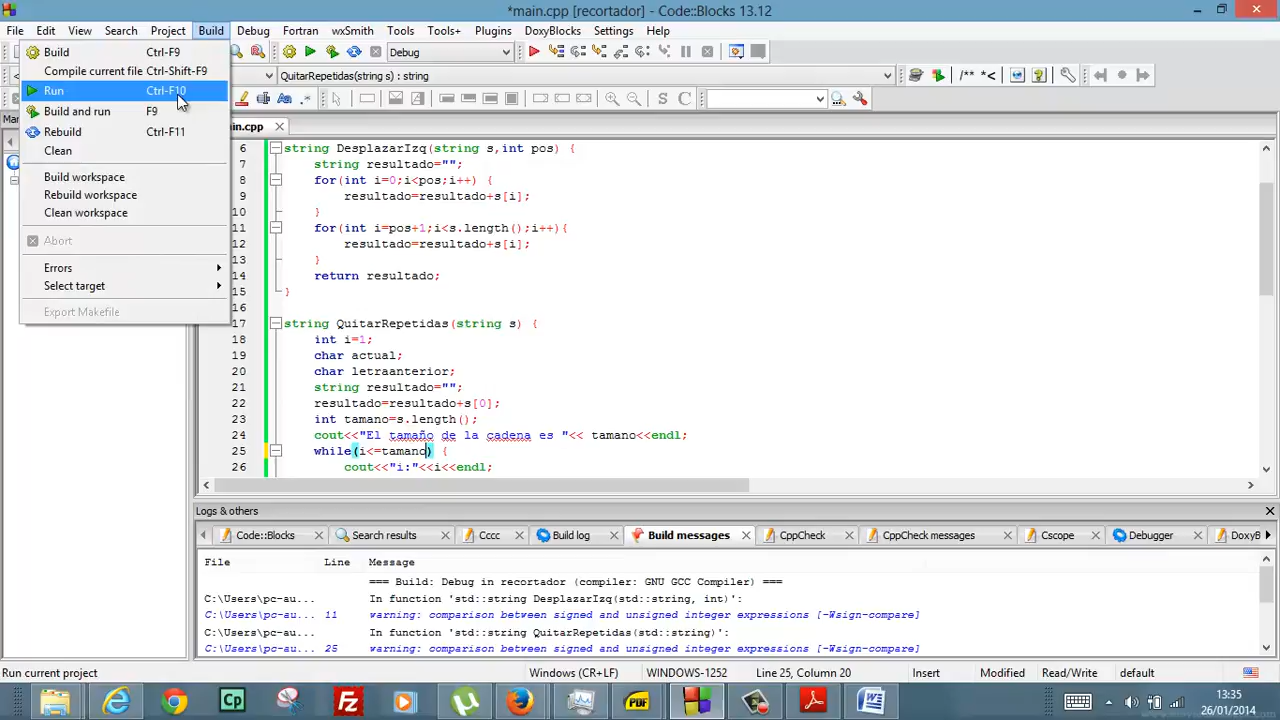 *main.cpp [recortador] - Code::Blocks 13.12
File Edit View Search Project Build Debug Fortran wxSmith Tools Tools+ Plugins DoxyBlocks Settings Help
Build Ctrl-F9
Compile current file Ctrl-Shift-F9
Run Ctrl-F10
Build and run F9
Rebuild Ctrl-F11
Clean
Build workspace
Rebuild workspace
Clean workspace
Abort
Errors
Select target
Export Makefile
Debug
QuitarRepetidas(string s) : string
/** *<
Aa
S C
in.cpp
6 string DesplazarIzq(string s,int pos) {
7 string resultado="";
8 for(int i=0;i<pos;i++) {
9 resultado=resultado+s[i];
10 }
11 for(int i=pos+1;i<s.length();i++){
12 resultado=resultado+s[i];
13 }
14 return resultado;
15 }
16
17 string QuitarRepetidas(string s) {
18 int i=1;
19 char actual;
20 char letraanterior;
21 string resultado="";
22 resultado=resultado+s[0];
23 int tamano=s.length();
24 cout<<"El tamaño de la cadena es "<< tamano<<endl;
25 while(i<=tamano) {
26 cout<<"i:"<<i<<endl;
Logs & others
Code::Blocks Search results Cccc Build log Build messages CppCheck CppCheck messages Cscope Debugger DoxyB
File Line Message
=== Build: Debug in recortador (compiler: GNU GCC Compiler) ===
C:\Users\pc-au... In function 'std::string DesplazarIzq(std::string, int)':
C:\Users\pc-au... 11 warning: comparison between signed and unsigned integer expressions [-Wsign-compare]
C:\Users\pc-au... In function 'std::string QuitarRepetidas(std::string)':
C:\Users\pc-au... 25 warning: comparison between signed and unsigned integer expressions [-Wsign-compare]
Run current project Windows (CR+LF) WINDOWS-1252 Line 25, Column 20 Insert Modified Read/Write default
Cp
PDF
13:35
26/01/2014